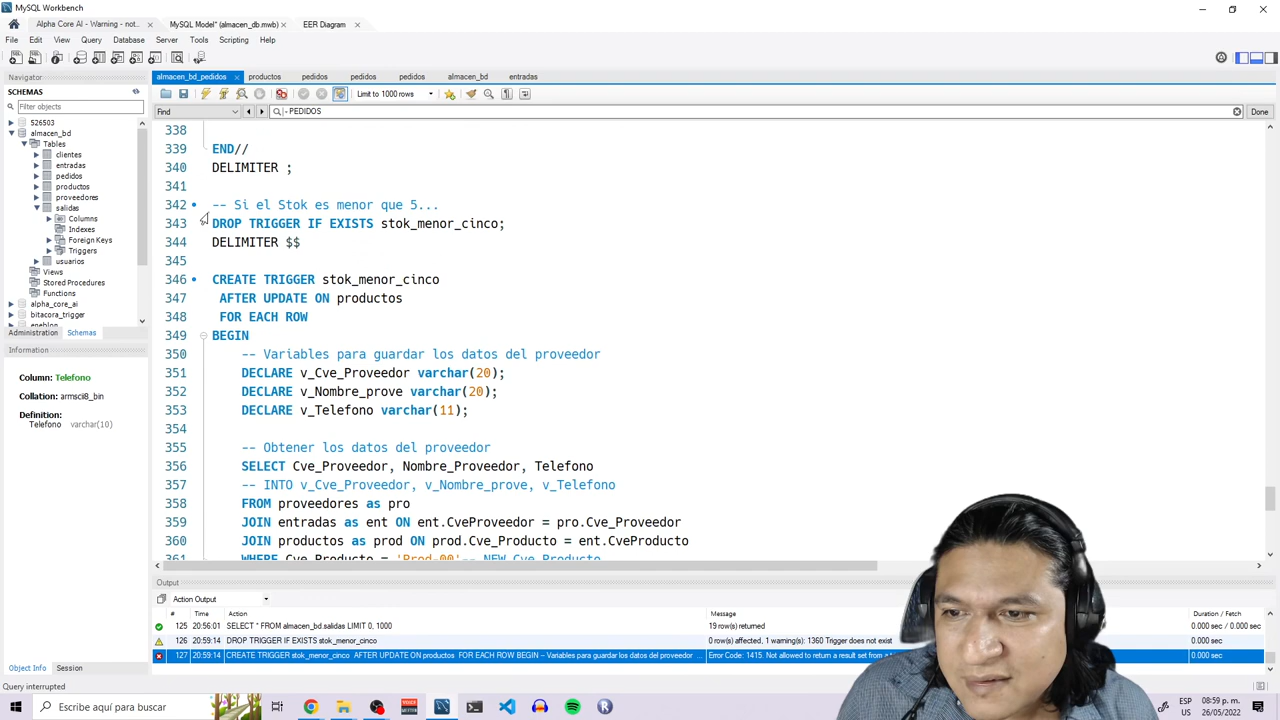 MySQL Workbench
Alpha Core AI - Warning - not...
MySQL Model* (almacen_db.mwb)
EER Diagram
File Edit View Query Database Server Tools Scripting Help
Navigator
SCHEMAS
Filter objects
526503
almacen_bd
Tables
clientes
entradas
pedidos
productos
proveedores
salidas
Columns
Indexes
Foreign Keys
Triggers
usuarios
Views
Stored Procedures
Functions
alpha_core_ai
bitacora_trigger
Administration Schemas
Information
Column: Telefono
Collation: armscii8_bin
Definition:
Telefono varchar(10)
Object Info Session
Query interrupted
almacen_bd_pedidos productos pedidos pedidos pedidos almacen_bd entradas
Limit to 1000 rows
Find - PEDIDOS Done
338
339 END//
340 DELIMITER ;
341
342 -- Si el Stok es menor que 5...
343 DROP TRIGGER IF EXISTS stok_menor_cinco;
344 DELIMITER $$
345
346 CREATE TRIGGER stok_menor_cinco
347 AFTER UPDATE ON productos
348 FOR EACH ROW
349 BEGIN
350 -- Variables para guardar los datos del proveedor
351 DECLARE v_Cve_Proveedor varchar(20);
352 DECLARE v_Nombre_prove varchar(20);
353 DECLARE v_Telefono varchar(11);
354
355 -- Obtener los datos del proveedor
356 SELECT Cve_Proveedor, Nombre_Proveedor, Telefono
357 -- INTO v_Cve_Proveedor, v_Nombre_prove, v_Telefono
358 FROM proveedores as pro
359 JOIN entradas as ent ON ent.CveProveedor = pro.Cve_Proveedor
360 JOIN productos as prod ON prod.Cve_Producto = ent.CveProducto
361 WHERE Cve_Producto = 'Prod-00'-- NEW.Cve_Producto
Output
Action Output
# Time Action Message Duration / Fetch
125 20:56:01 SELECT * FROM almacen_bd.salidas LIMIT 0, 1000 19 row(s) returned 0.000 sec / 0.000 sec
126 20:59:14 DROP TRIGGER IF EXISTS stok_menor_cinco 0 row(s) affected, 1 warning(s): 1360 Trigger does not exist 0.000 sec
127 20:59:14 CREATE TRIGGER stok_menor_cinco AFTER UPDATE ON productos FOR EACH ROW BEGIN -- Variables para guardar los datos del proveedor ... Error Code: 1415. Not allowed to return a result set from a 0.000 sec
Escribe aquí para buscar
ESP
US
08:59 p. m.
26/05/2022